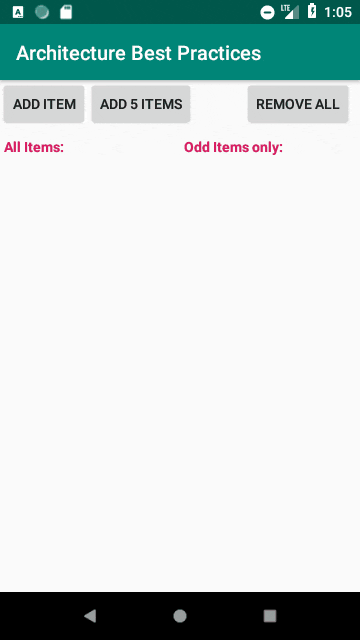 LTE 1:05
Architecture Best Practices
ADD ITEM ADD 5 ITEMS REMOVE ALL
All Items: Odd Items only: